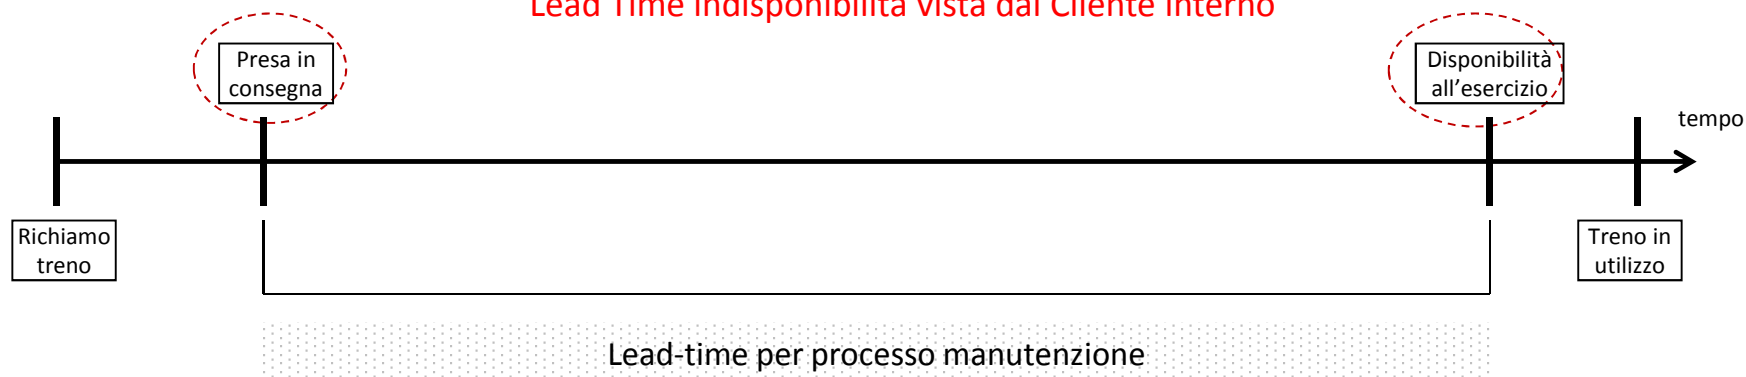 Lead Time indisponibilità vista dal Cliente Interno
Presa in
consegna
Disponibilità
all'esercizio
tempo
Richiamo
treno
Treno in
utilizzo
Lead-time per processo manutenzione